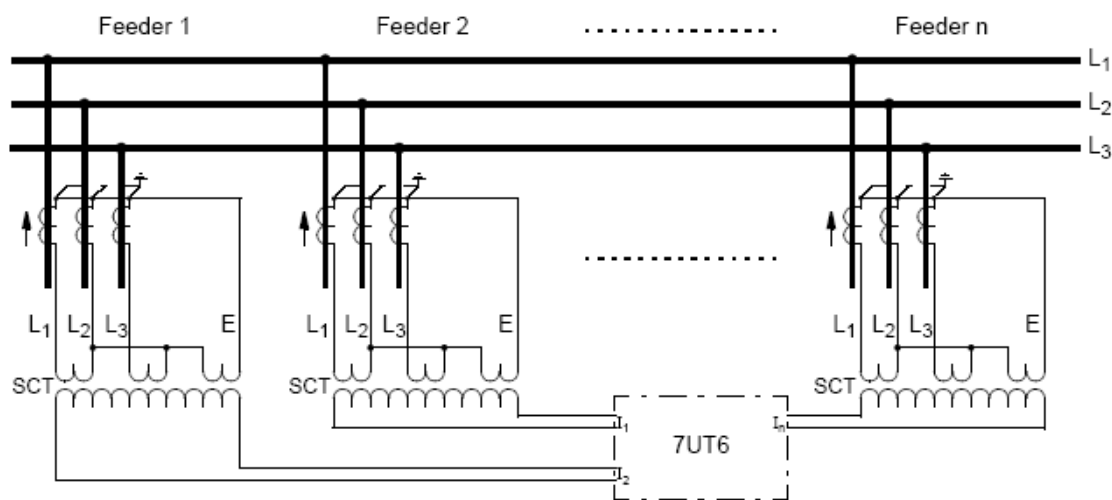 Feeder 1 Feeder 2 Feeder n
L1
L2
L3
L1 L2 L3 E L1 L2 L3 E L1 L2 L3 E
SCT SCT SCT
I1 In
7UT6
I2